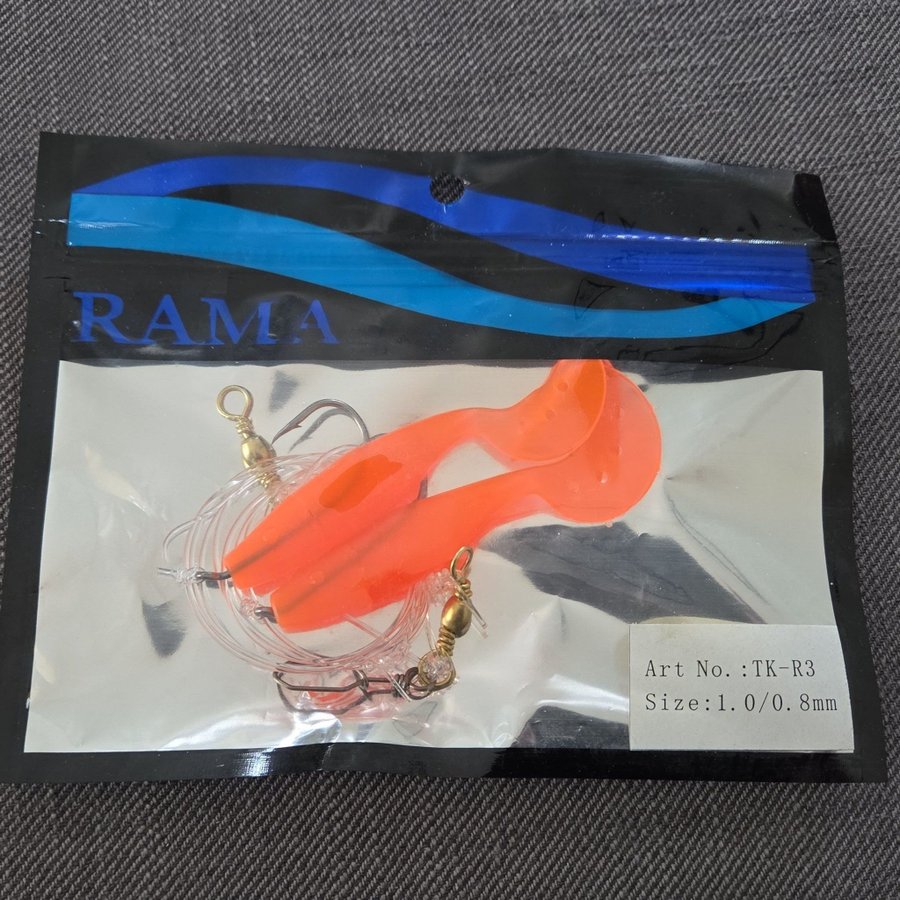 RAMA
Art No.:TK-R3
Size:1.0/0.8mm